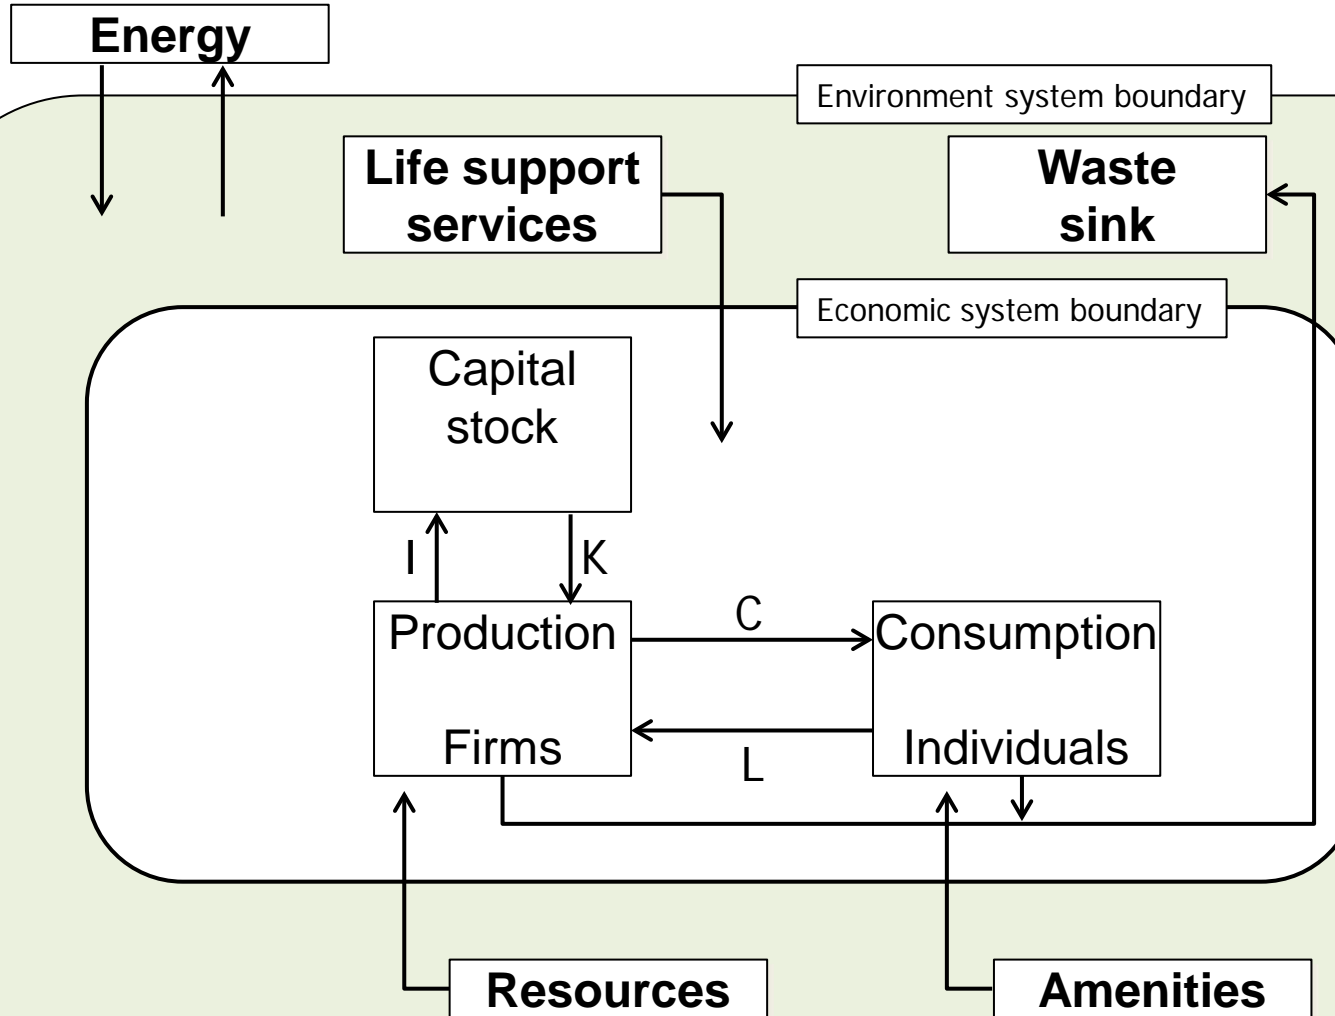 Energy
Environment system boundary
Life support
services
Waste
sink
Economic system boundary
Capital
stock
I
K
Production
C
Consumption
Firms
L
Individuals
Resources
Amenities